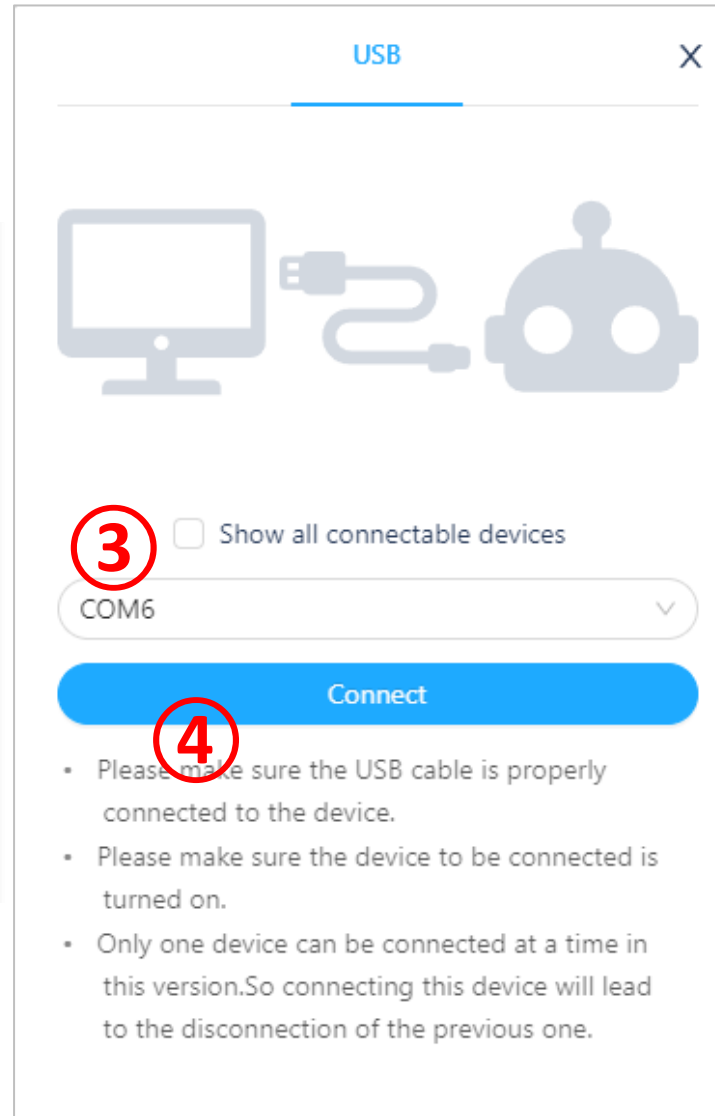 USB
X
③
Show all connectable devices
COM6
Connect
④
• Please make sure the USB cable is properly
connected to the device.
• Please make sure the device to be connected is
turned on.
• Only one device can be connected at a time in
this version.So connecting this device will lead
to the disconnection of the previous one.